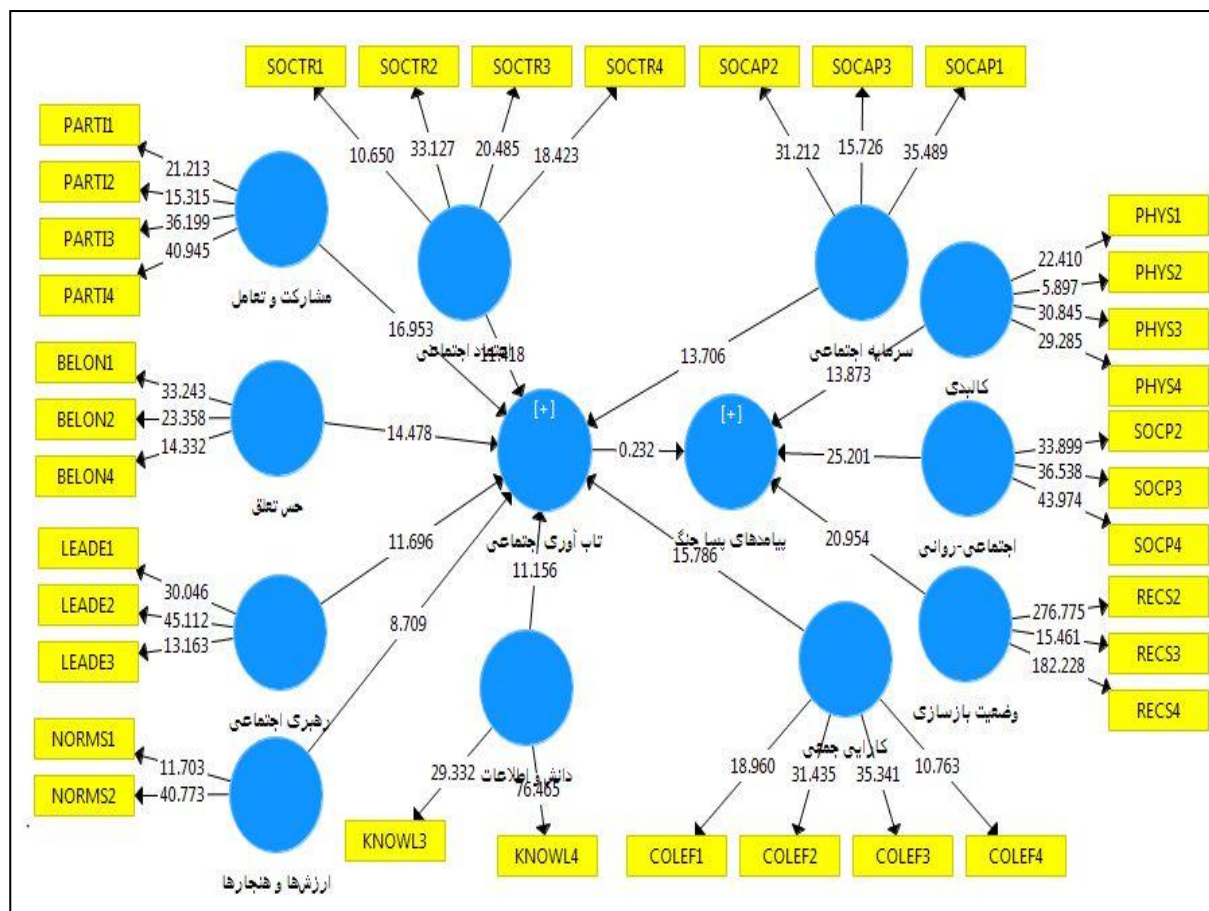 SOCTR1 SOCTR2 SOCTR3 SOCTR4 SOCAP2 SOCAP3 SOCAP1
PARTI1
PARTI2
PARTI3
PARTI4
21.213
15.315
36.199
40.945
10.650 33.127 20.485 18.423
31.212 15.726 35.489
PHYS1
PHYS2
PHYS3
PHYS4
22.410
5.897
30.845
29.285
مشارکت و تعامل
اعتماد اجتماعی
سرمایه اجتماعی
کالبدی
16.953
13.706
13.873
BELON1
BELON2
BELON4
33.243
23.358
14.332
حس تعلق
14.478
[+]
[+]
0.232
25.201
تاب آوری اجتماعی
پیامدهای پسا جنگ
اجتماعی-روانی
SOCP2
SOCP3
SOCP4
33.899
36.538
43.974
LEADE1
LEADE2
LEADE3
30.046
45.112
13.163
رهبری اجتماعی
11.696
8.709
11.156
15.786
20.954
RECS2
RECS3
RECS4
276.775
15.461
182.228
وضعیت بازسازی
NORMS1
NORMS2
11.703
40.773
ارزش‌ها و هنجارها
دانش و اطلاعات
29.332
76.465
KNOWL3 KNOWL4
کارایی جمعی
18.960 31.435 35.341 10.763
COLEF1 COLEF2 COLEF3 COLEF4